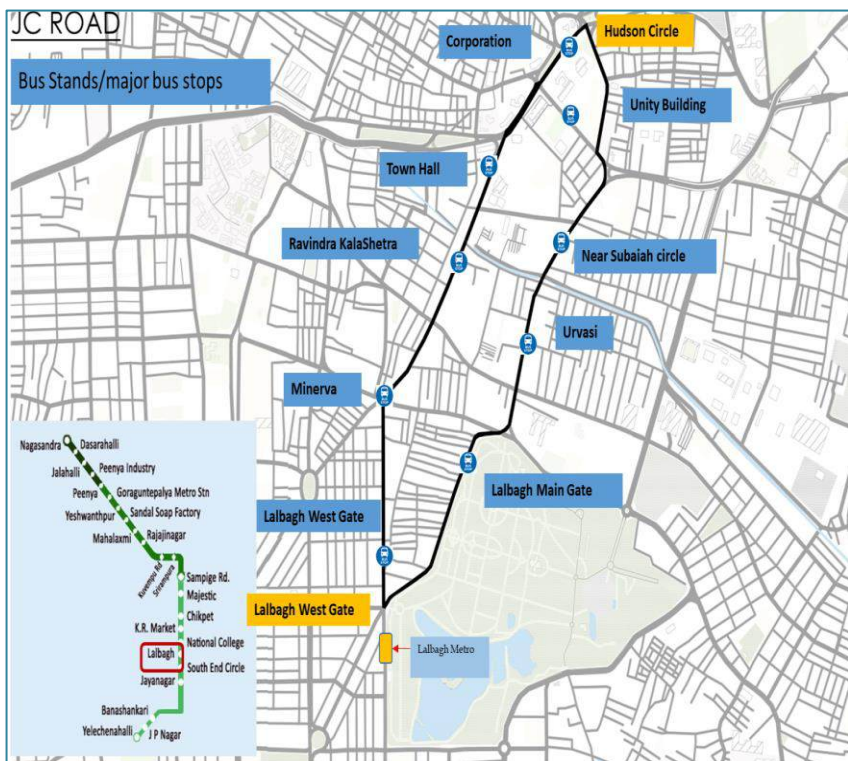 JC ROAD
Hudson Circle
Corporation
Bus Stands/major bus stops
Unity Building
Town Hall
Ravindra KalaShetra
Near Subaiah circle
Urvasi
Minerva
Lalbagh Main Gate
Lalbagh West Gate
Lalbagh West Gate
Lalbagh Metro
Nagasandra
Dasarahalli
Jalahalli
Peenya Industry
Peenya
Goraguntepalya Metro Stn
Yeshwanthpur
Sandal Soap Factory
Mahalaxmi
Rajajinagar
Kuvempu Rd
Srirampura
Sampige Rd.
Majestic
Chikpet
K.R. Market
National College
Lalbagh
South End Circle
Jayanagar
Banashankari
Yelechenahalli
J P Nagar